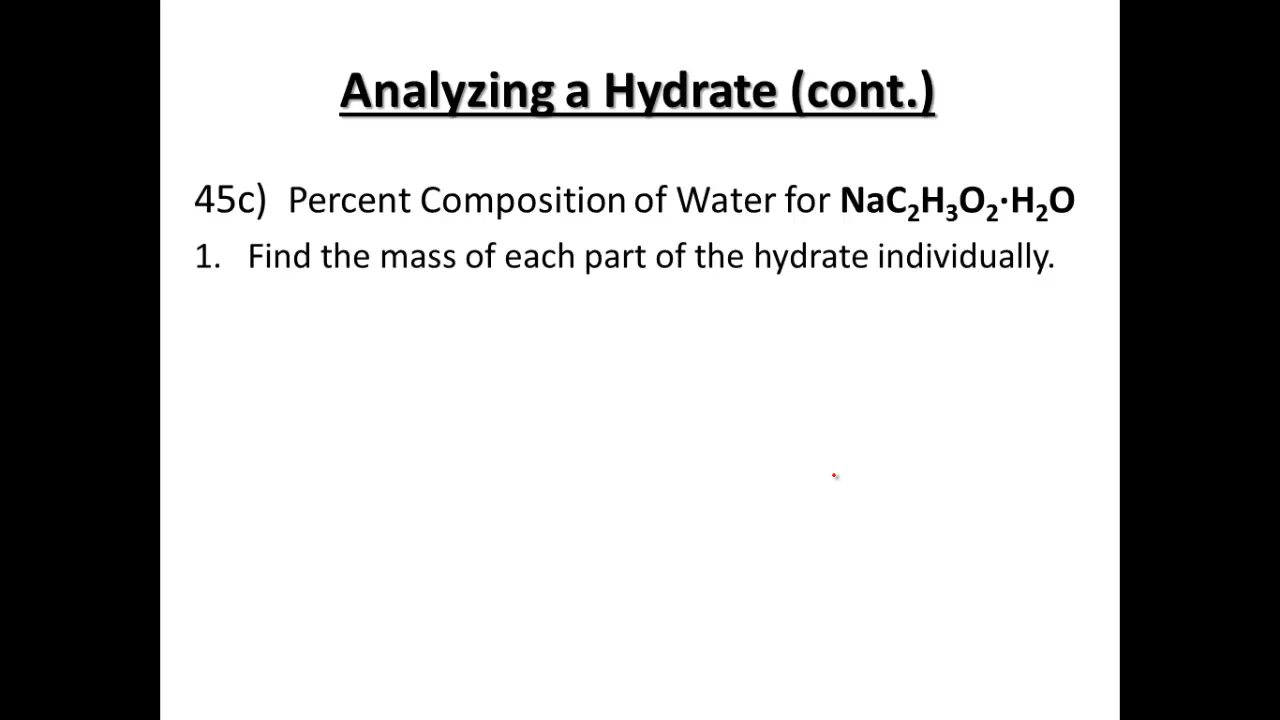 Analyzing a Hydrate (cont.)
45c) Percent Composition of Water for NaC₂H₃O₂·H₂O
1. Find the mass of each part of the hydrate individually.